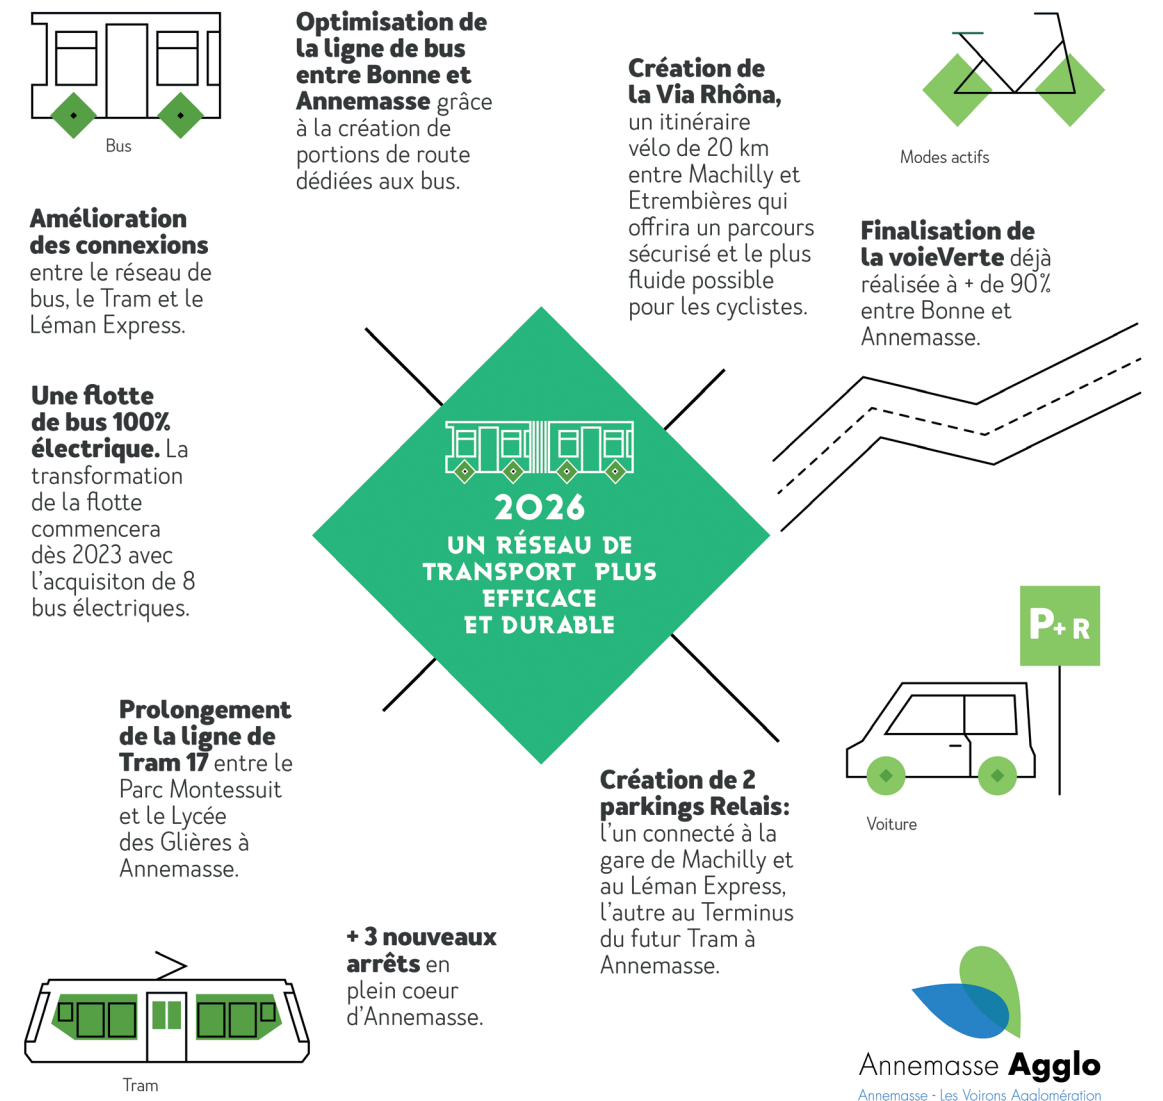 Bus
Amélioration
des connexions
entre le réseau de
bus, le Tram et le
Léman Express.
Une flotte
de bus 100%
électrique. La
transformation
de la flotte
commencera
dès 2023 avec
l'acquisiton de 8
bus électriques.
Optimisation de
la ligne de bus
entre Bonne et
Annemasse grâce
à la création de
portions de route
dédiées aux bus.
Création de
la Via Rhôna,
un itinéraire
vélo de 20 km
entre Machilly et
Etrembières qui
offrira un parcours
sécurisé et le plus
fluide possible
pour les cyclistes.
Modes actifs
Finalisation de
la voieVerte déjà
réalisée à + de 90%
entre Bonne et
Annemasse.
2026
UN RÉSEAU DE
TRANSPORT PLUS
EFFICACE
ET DURABLE
P+ R
Voiture
Prolongement
de la ligne de
Tram 17 entre le
Parc Montessuit
et le Lycée
des Glières à
Annemasse.
Tram
+ 3 nouveaux
arrêts en
plein coeur
d'Annemasse.
Création de 2
parkings Relais:
l'un connecté à la
gare de Machilly et
au Léman Express,
l'autre au Terminus
du futur Tram à
Annemasse.
Annemasse Agglo
Annemasse - Les Voirons Agglomération